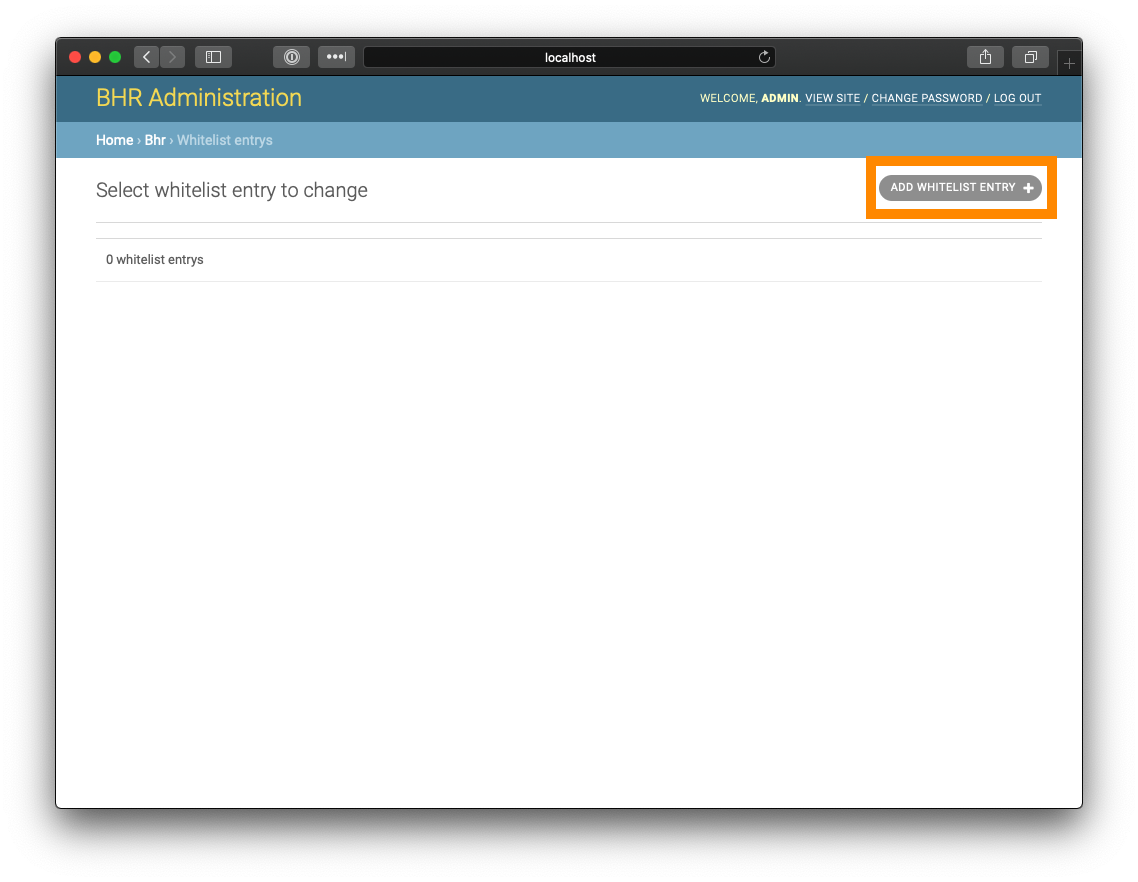 localhost
BHR Administration
WELCOME, ADMIN. VIEW SITE / CHANGE PASSWORD / LOG OUT
Home › Bhr › Whitelist entrys
Select whitelist entry to change
ADD WHITELIST ENTRY +
0 whitelist entrys